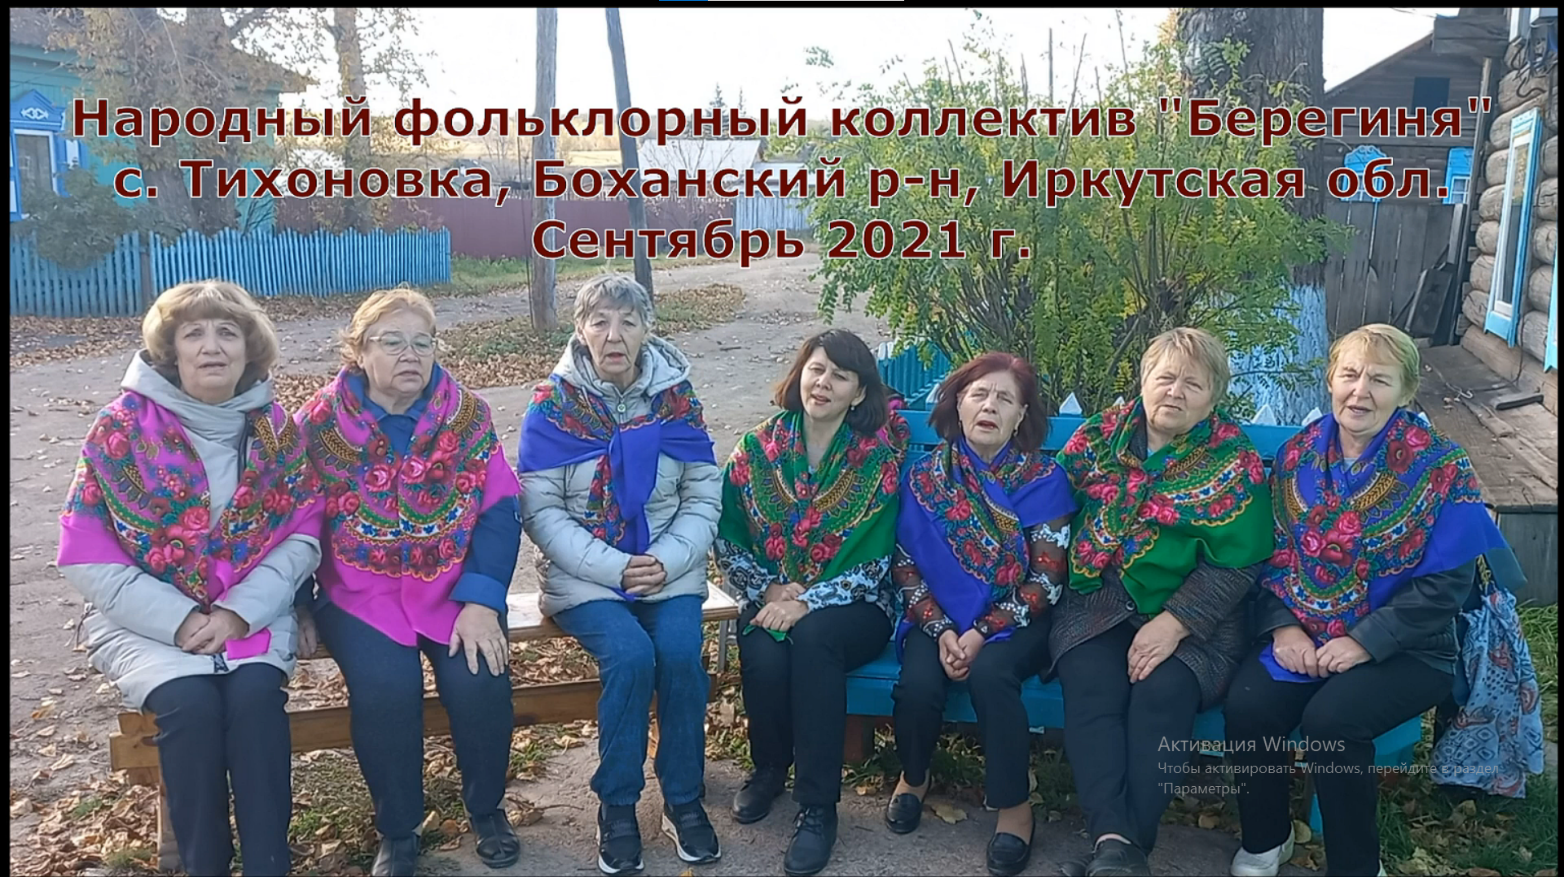 Народный фольклорный коллектив "Берегиня"
с. Тихоновка, Боханский р-н, Иркутская обл.
Сентябрь 2021 г.
Активация Windows
Чтобы активировать Windows, перейдите в раздел
"Параметры".